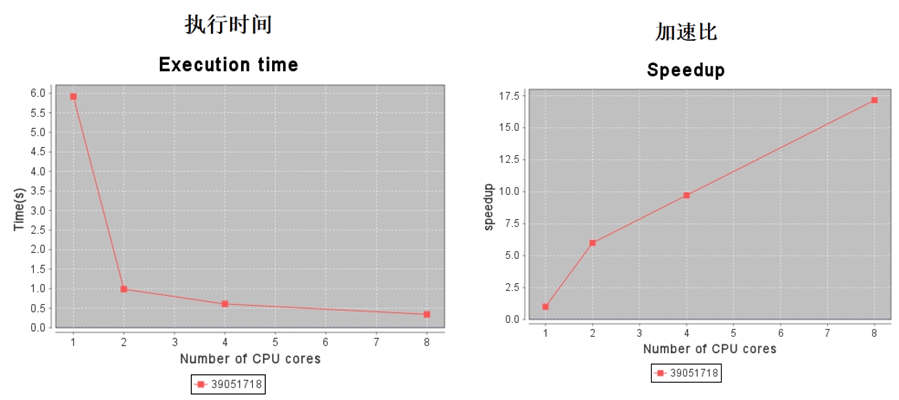 执行时间
Execution time
6.0
5.5
5.0
4.5
4.0
3.5
3.0
2.5
2.0
1.5
1.0
0.5
0.0
Time(s)
1 2 3 4 5 6 7 8
Number of CPU cores
39051718
加速比
Speedup
17.5
15.0
12.5
10.0
7.5
5.0
2.5
0.0
speedup
1 2 3 4 5 6 7 8
Number of CPU cores
39051718